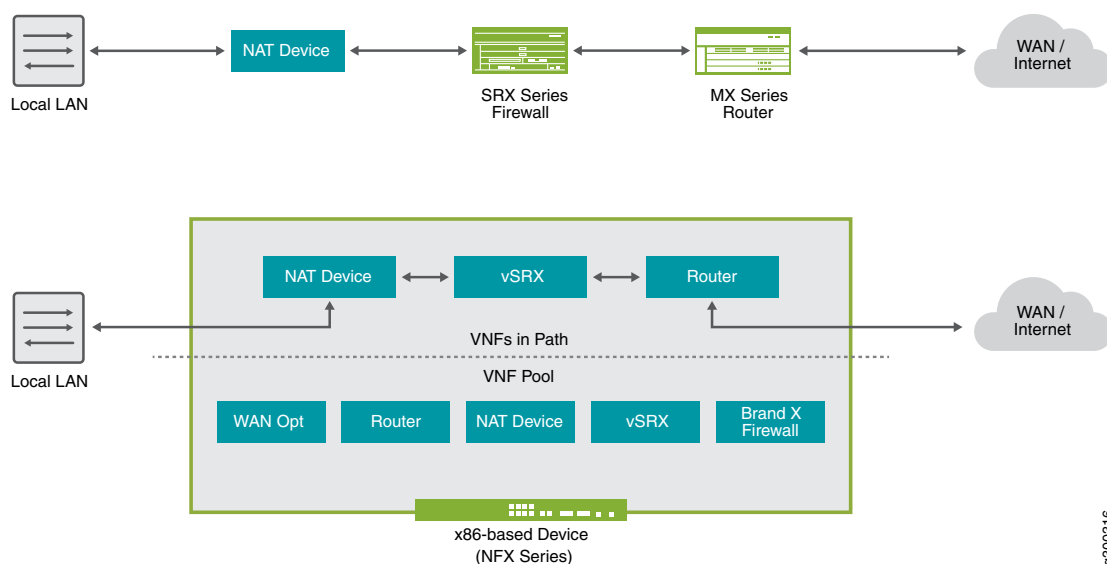 NAT Device
WAN /
Internet
Local LAN
SRX Series
Firewall
MX Series
Router
NAT Device
vSRX
Router
WAN /
Internet
VNFs in Path
Local LAN
VNF Pool
WAN Opt
Router
NAT Device
vSRX
Brand X
Firewall
x86-based Device
(NFX Series)